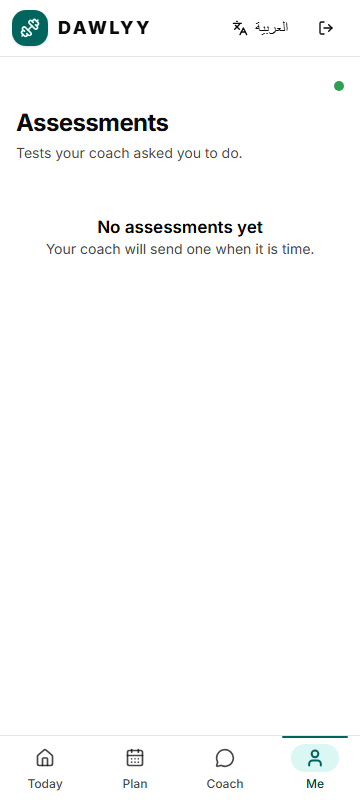 DAWLYY
العربية
Assessments
Tests your coach asked you to do.
No assessments yet
Your coach will send one when it is time.
Today
Plan
Coach
Me